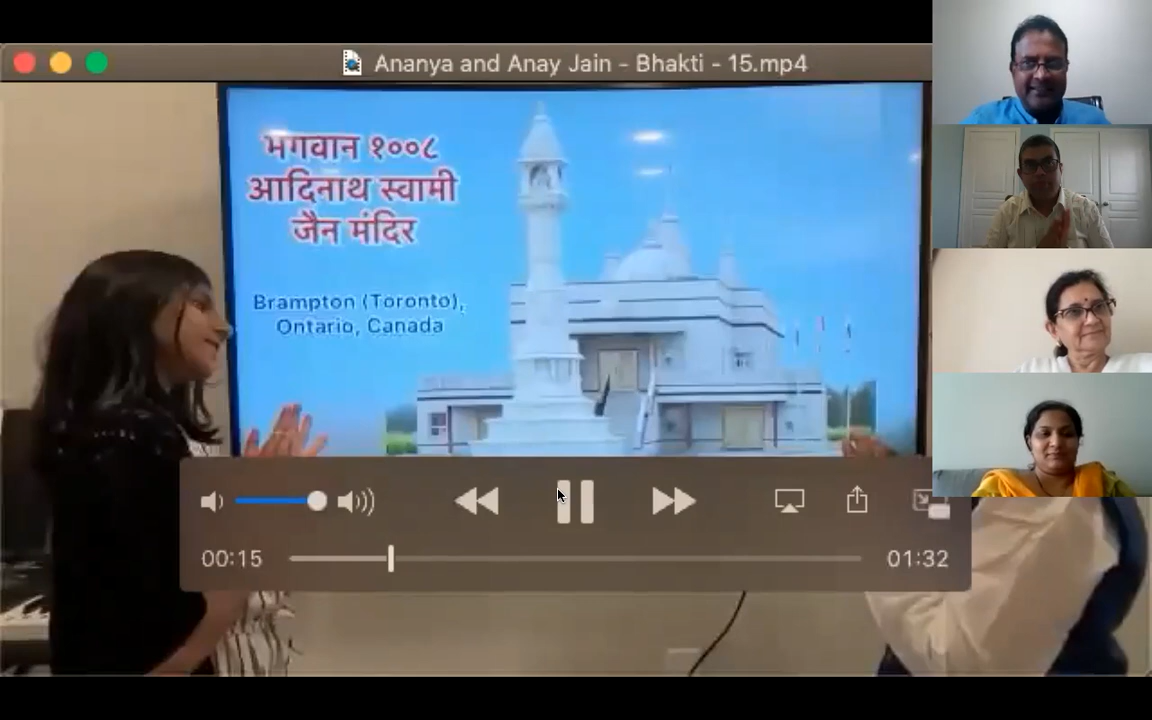 Ananya and Anay Jain - Bhakti - 15.mp4
भगवान १००८
आदिनाथ स्वामी
जैन मंदिर
Brampton (Toronto),
Ontario, Canada
00:15
01:32